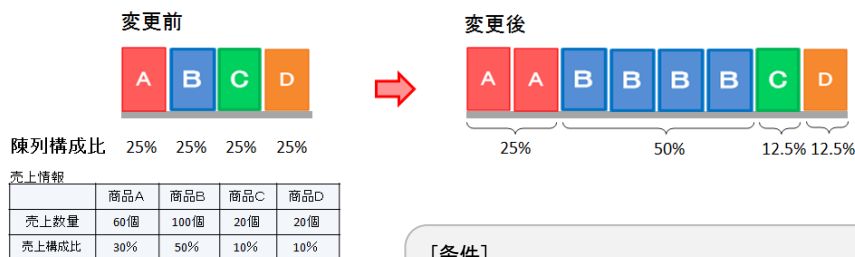 変更前
変更後
A B C D
A A B B B B C D
陳列構成比 25% 25% 25% 25%
25% 50% 12.5% 12.5%
売上情報
商品A 商品B 商品C 商品D
売上数量 60個 100個 20個 20個
売上構成比 30% 50% 10% 10%
[条件]